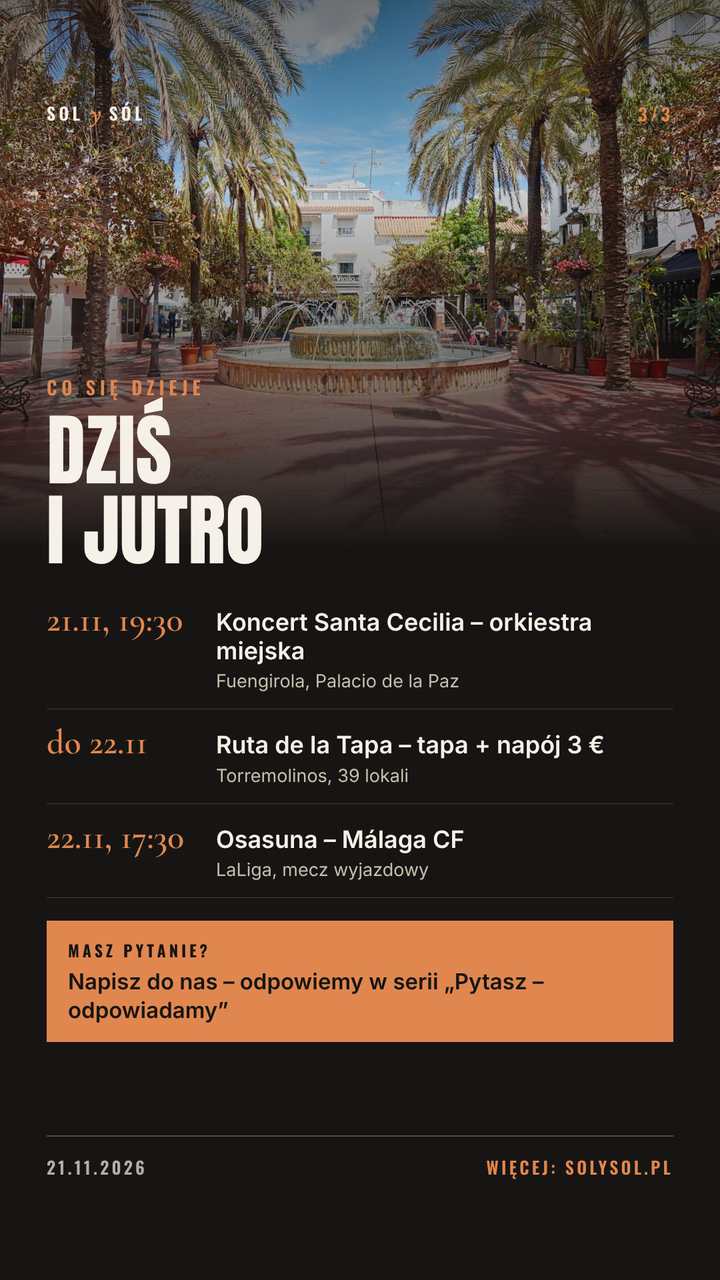 SOL y SÓL
3/3
CO SIĘ DZIEJE
DZIŚ
I JUTRO
21.11, 19:30
Koncert Santa Cecilia – orkiestra
miejska
Fuengirola, Palacio de la Paz
do 22.11
Ruta de la Tapa – tapa + napój 3 €
Torremolinos, 39 lokali
22.11, 17:30
Osasuna – Málaga CF
LaLiga, mecz wyjazdowy
MASZ PYTANIE?
Napisz do nas – odpowiemy w serii „Pytasz –
odpowiadamy”
21.11.2026
WIĘCEJ: SOLYSOL.PL